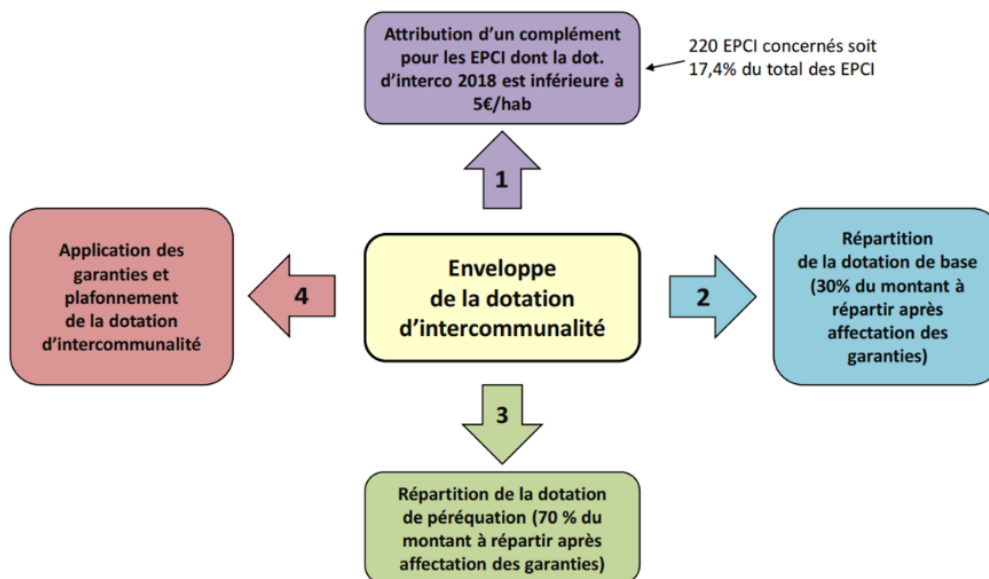 Attribution d'un complément
pour les EPCI dont la dot.
d'interco 2018 est inférieure à
5€/hab
220 EPCI concernés soit
17,4% du total des EPCI
1
Application des
garanties et
plafonnement
de la dotation
d'intercommunalité
4
Enveloppe
de la dotation
d'intercommunalité
2
Répartition
de la dotation de base
(30% du montant à
répartir après
affectation des
garanties)
3
Répartition de la dotation
de péréquation (70 % du
montant à répartir après
affectation des garanties)